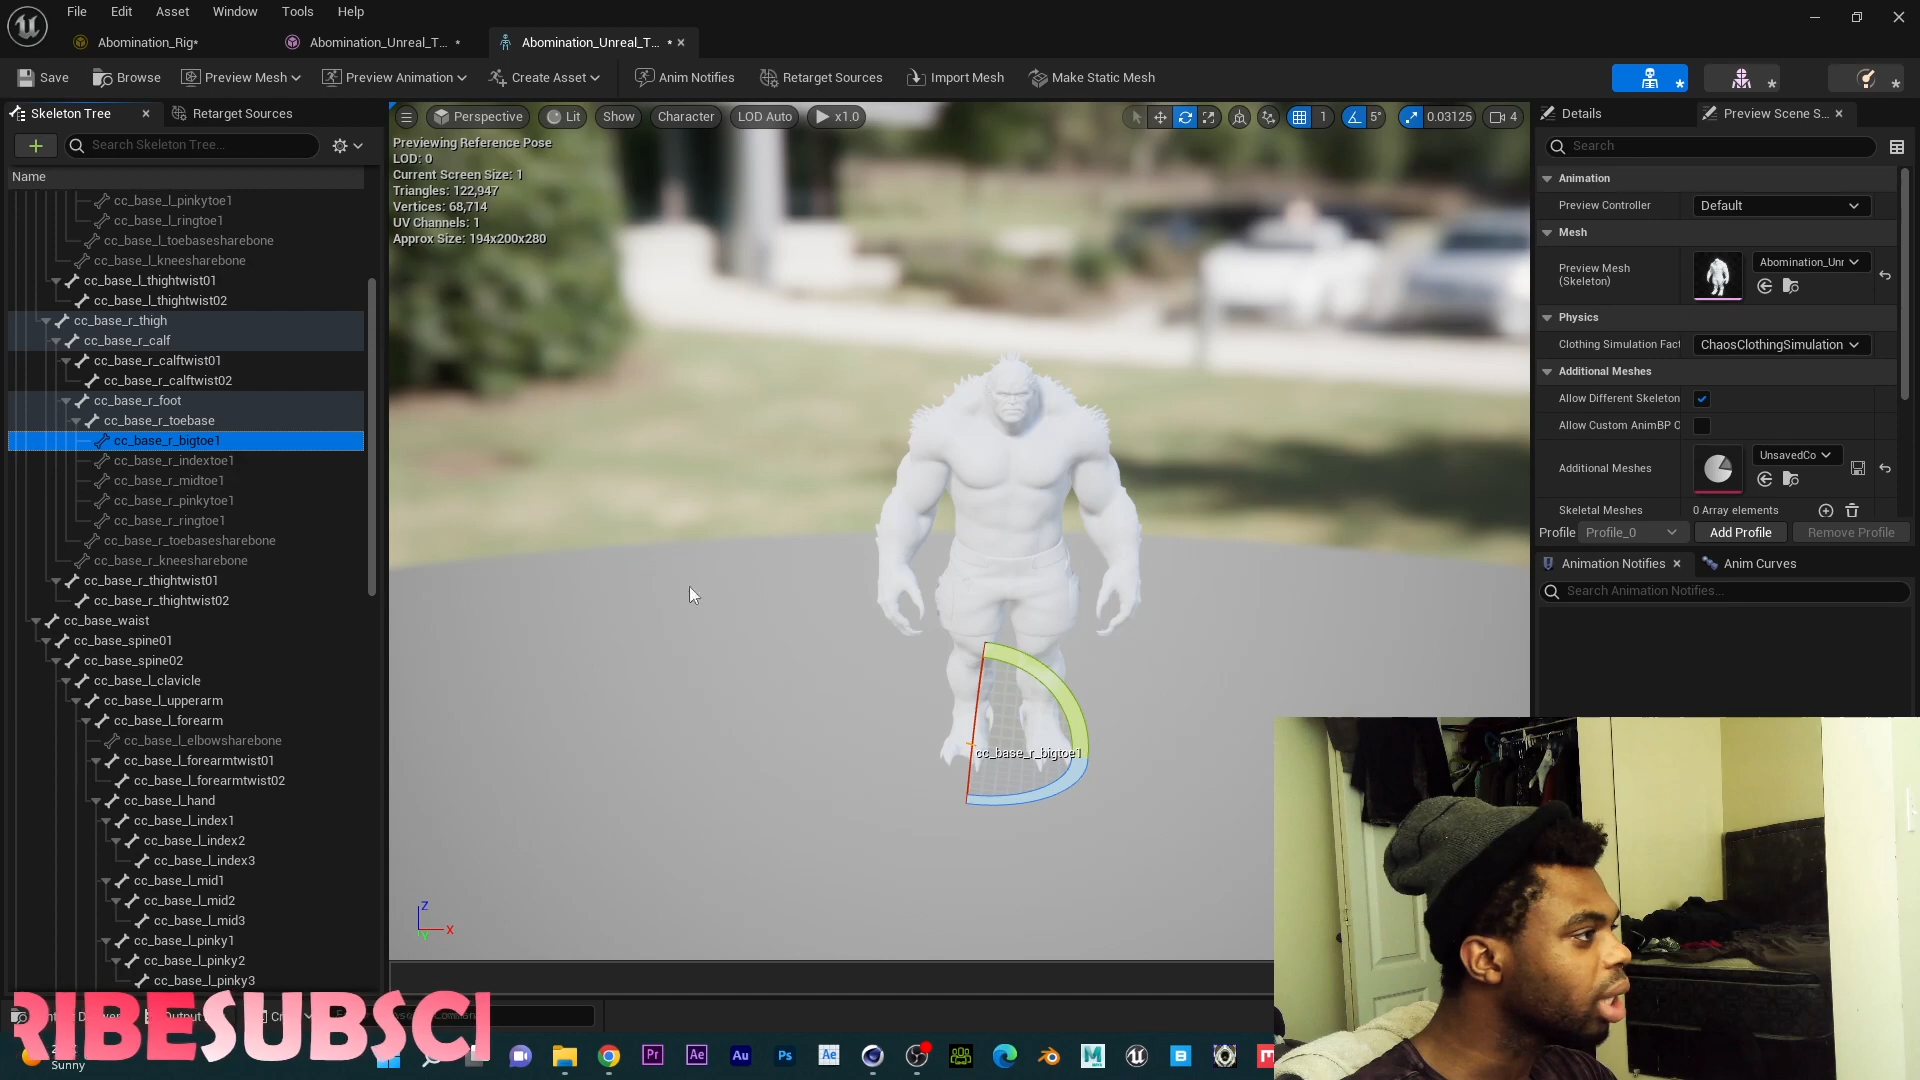 File Edit Asset Window Tools Help
Abomination_Rig*
Abomination_Unreal_T... *
Abomination_Unreal_T... *
Save Browse Preview Mesh Preview Animation Create Asset Anim Notifies Retarget Sources Import Mesh Make Static Mesh
Skeleton Tree
Retarget Sources
Search Skeleton Tree...
Name
cc_base_l_pinkytoe1
cc_base_l_ringtoe1
cc_base_l_toebasesharebone
cc_base_l_kneesharebone
cc_base_l_thightwist01
cc_base_l_thightwist02
cc_base_r_thigh
cc_base_r_calf
cc_base_r_calftwist01
cc_base_r_calftwist02
cc_base_r_foot
cc_base_r_toebase
cc_base_r_bigtoe1
cc_base_r_indextoe1
cc_base_r_midtoe1
cc_base_r_pinkytoe1
cc_base_r_ringtoe1
cc_base_r_toebasesharebone
cc_base_r_kneesharebone
cc_base_r_thightwist01
cc_base_r_thightwist02
cc_base_waist
cc_base_spine01
cc_base_spine02
cc_base_l_clavicle
cc_base_l_upperarm
cc_base_l_forearm
cc_base_l_elbowsharebone
cc_base_l_forearmtwist01
cc_base_l_forearmtwist02
cc_base_l_hand
cc_base_l_index1
cc_base_l_index2
cc_base_l_index3
cc_base_l_mid1
cc_base_l_mid2
cc_base_l_mid3
cc_base_l_pinky1
cc_base_l_pinky2
cc_base_l_pinky3
Perspective Lit Show Character LOD Auto x1.0
1 5° 0.03125 4
Previewing Reference Pose
LOD: 0
Current Screen Size: 1
Triangles: 122,947
Vertices: 68,714
UV Channels: 1
Approx Size: 194x200x280
cc_base_r_bigtoe1
Z
X
Y
Details
Preview Scene S...
Search
Animation
Preview Controller Default
Mesh
Preview Mesh
(Skeleton)
Abomination_Unr
Physics
Clothing Simulation Fact ChaosClothingSimulation
Additional Meshes
Allow Different Skeleton
Allow Custom AnimBP O
Additional Meshes UnsavedCo
Skeletal Meshes 0 Array elements
Profile Profile_0 Add Profile Remove Profile
Animation Notifies
Anim Curves
Search Animation Notifies...
RIBESUBSCI
Sunny
Pr Ae Au Ps Ae M B